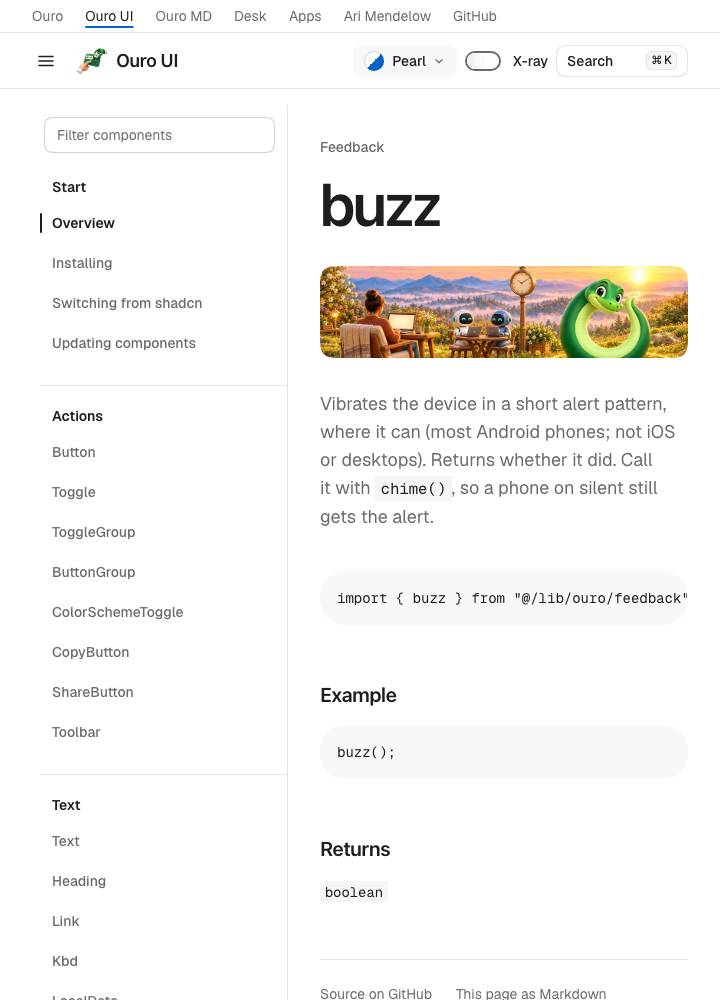 Ouro Ouro UI Ouro MD Desk Apps Ari Mendelow GitHub
Ouro UI Pearl X-ray Search ⌘ K
Filter components
Start
Overview
Installing
Switching from shadcn
Updating components
Actions
Button
Toggle
ToggleGroup
ButtonGroup
ColorSchemeToggle
CopyButton
ShareButton
Toolbar
Text
Text
Heading
Link
Kbd
Feedback
buzz
Vibrates the device in a short alert pattern,
where it can (most Android phones; not iOS
or desktops). Returns whether it did. Call
it with chime(), so a phone on silent still
gets the alert.
import { buzz } from "@/lib/ouro/feedback"
Example
buzz();
Returns
boolean
Source on GitHub This page as Markdown